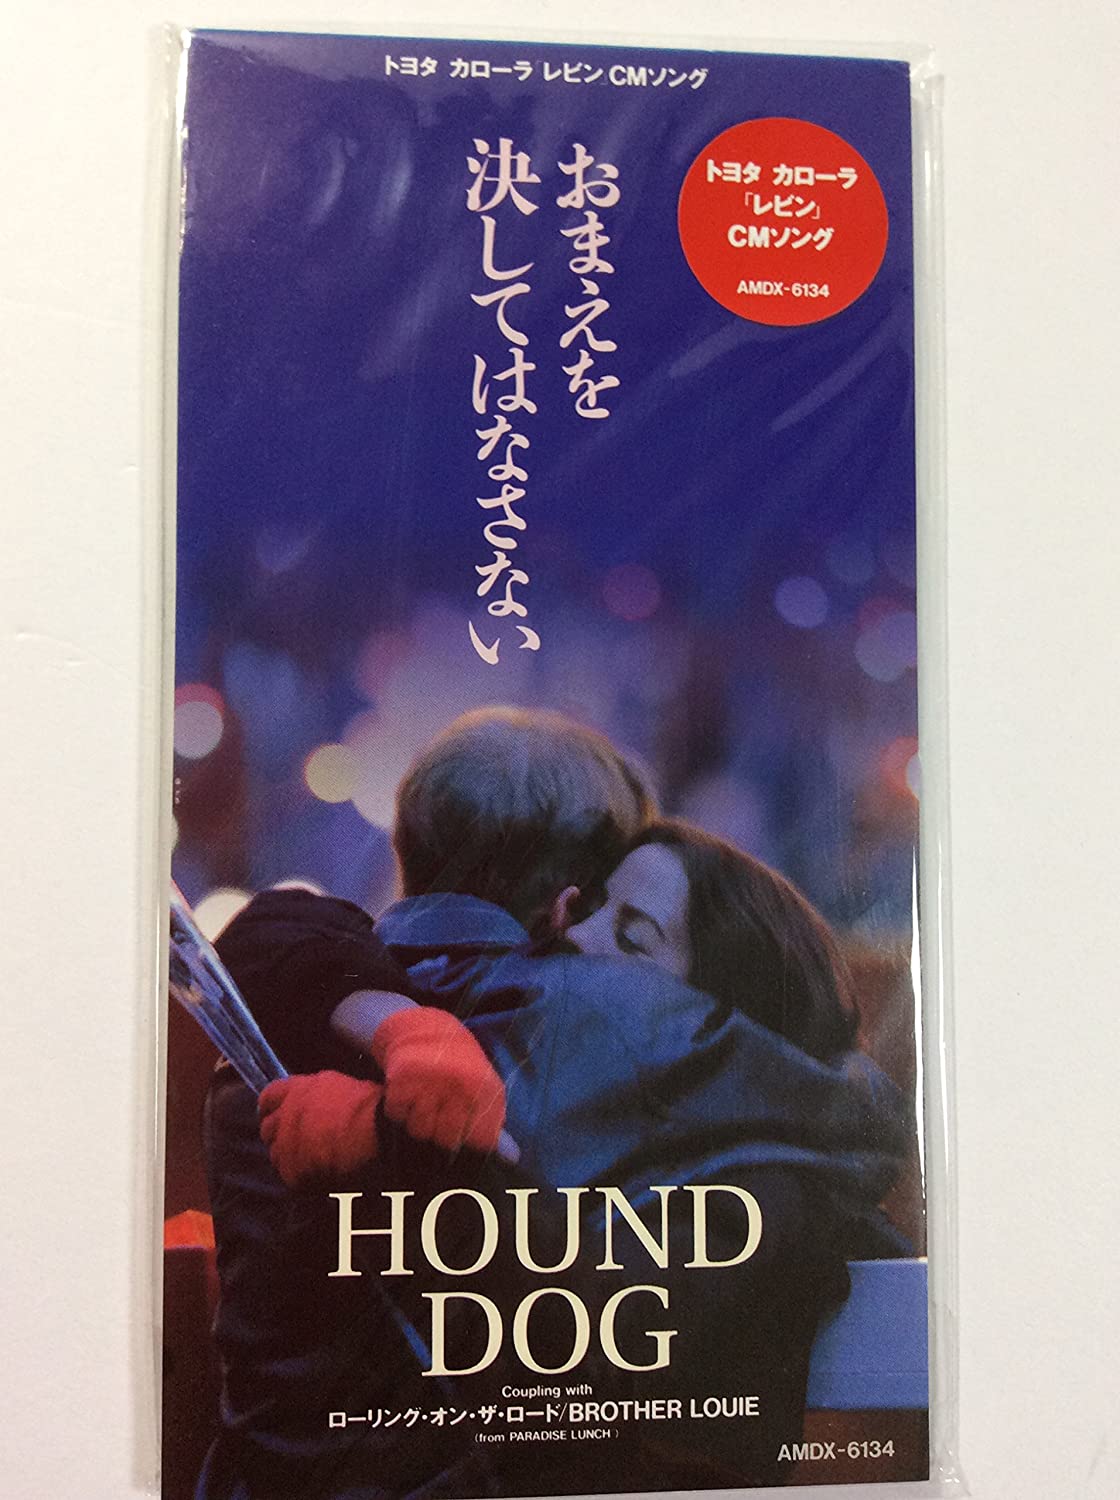 トヨタ カローラ「レビン」CMソング
おまえを
決してはなさない
トヨタ カローラ
「レビン」
CMソング
AMDX-6134
HOUND
DOG
Coupling with
ローリング・オン・ザ・ロード/BROTHER LOUIE
(from PARADISE LUNCH )
AMDX-6134